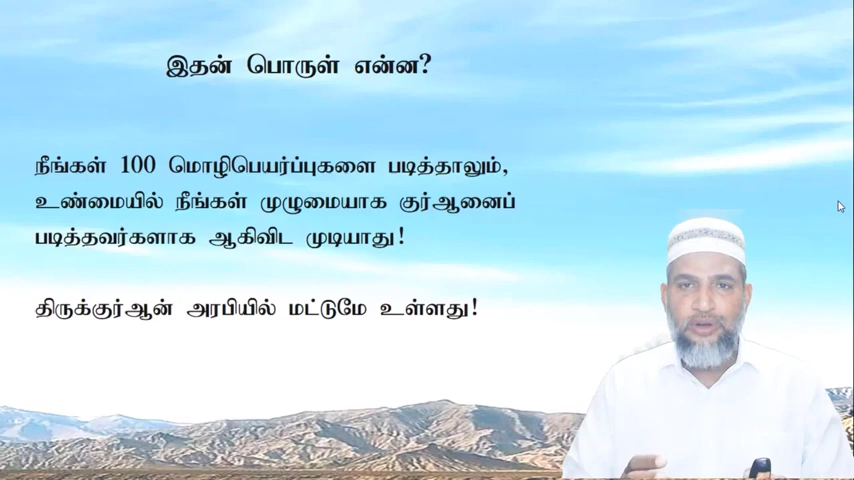 இதன் பொருள் என்ன?
நீங்கள் 100 மொழிபெயர்ப்புகளை படித்தாலும்,
உண்மையில் நீங்கள் முழுமையாக குர்ஆனைப்
படித்தவர்களாக ஆகிவிட முடியாது!
திருக்குர்ஆன் அரபியில் மட்டுமே உள்ளது!